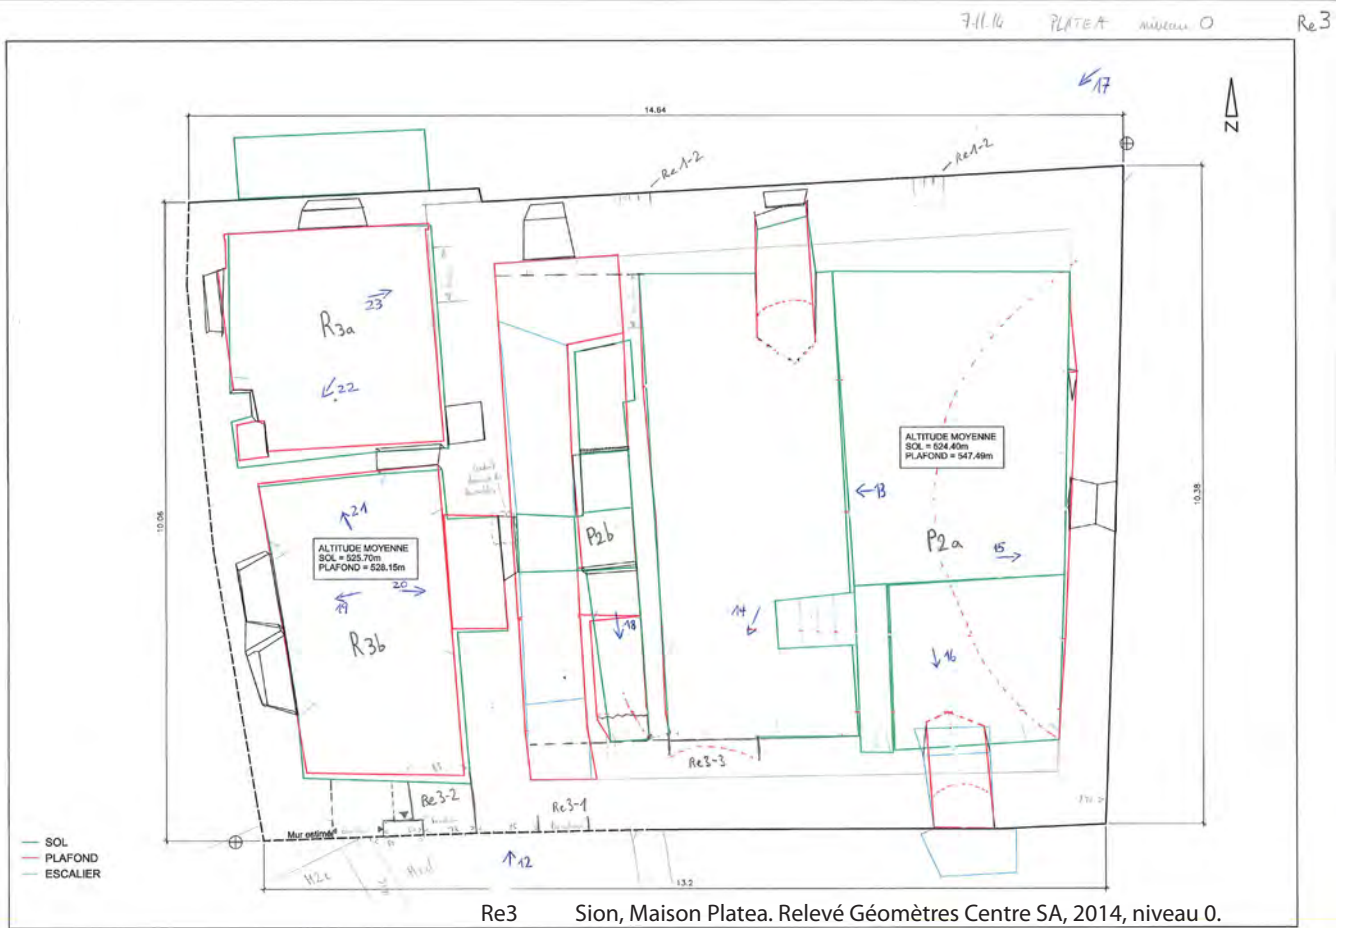 7.11.14 PLATEA niveau 0 Re3
17
14.64
N
Re1-2
Re1-2
23
R3a
22
ALTITUDE MOYENNE
SOL = 524.40m
PLAFOND = 547.49m
10.06
10.38
13
21
P2b
P2a
15
ALTITUDE MOYENNE
SOL = 525.70m
PLAFOND = 528.15m
20
19
14
18
R3b
16
Re3-3
Re3-2
Re3-1
Mur estimé
SOL
PLAFOND
ESCALIER
12
13.2
Re3 Sion, Maison Platea. Relevé Géomètres Centre SA, 2014, niveau 0.